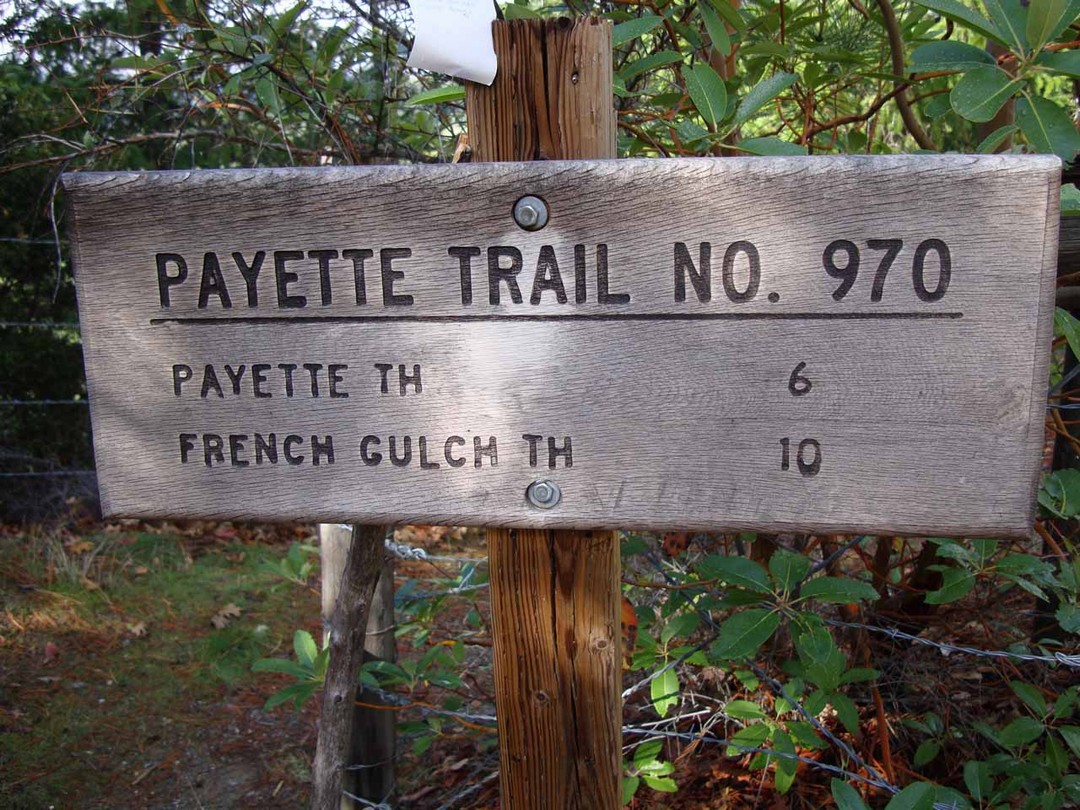 PAYETTE TRAIL NO. 970
PAYETTE TH 6
FRENCH GULCH TH 10